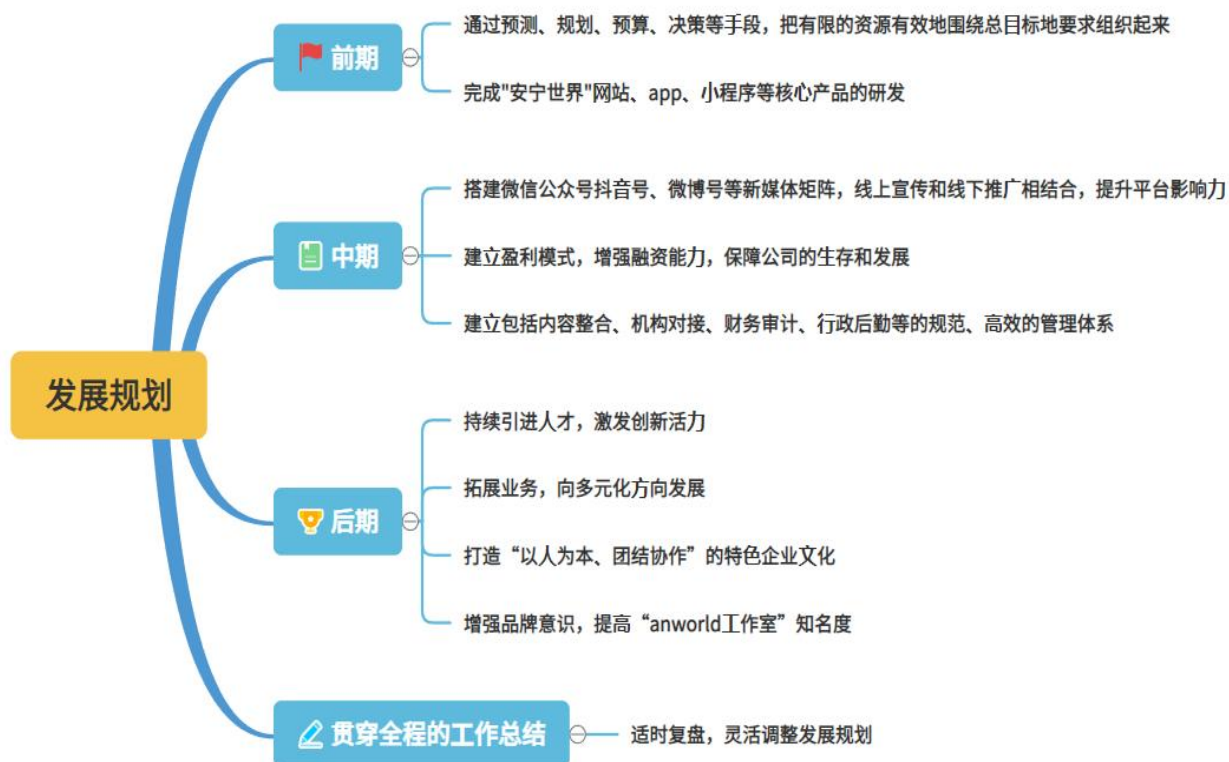 前期
通过预测、规划、预算、决策等手段，把有限的资源有效地围绕总目标地要求组织起来
完成"安宁世界"网站、app、小程序等核心产品的研发
中期
搭建微信公众号抖音号、微博号等新媒体矩阵，线上宣传和线下推广相结合，提升平台影响力
建立盈利模式，增强融资能力，保障公司的生存和发展
建立包括内容整合、机构对接、财务审计、行政后勤等的规范、高效的管理体系
发展规划
后期
持续引进人才，激发创新活力
拓展业务，向多元化方向发展
打造“以人为本、团结协作”的特色企业文化
增强品牌意识，提高“anworld工作室”知名度
贯穿全程的工作总结
适时复盘，灵活调整发展规划